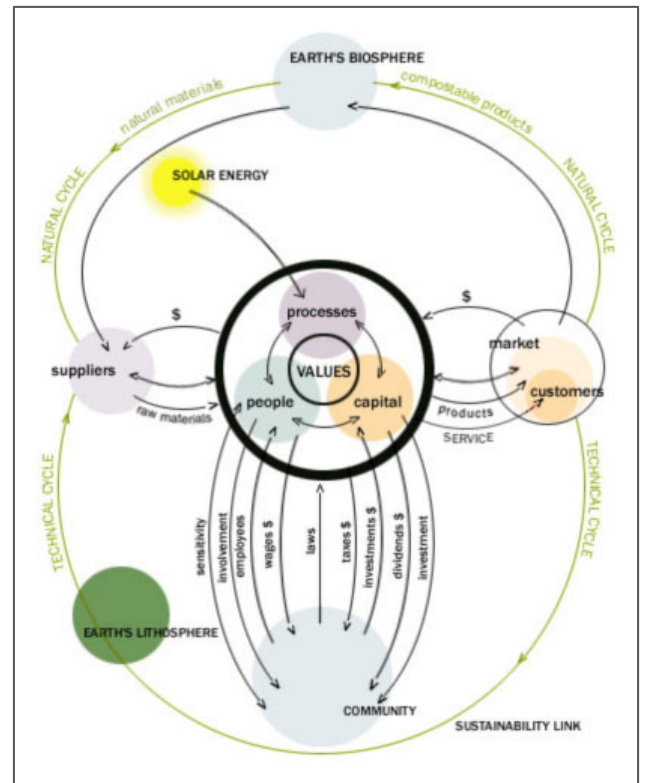 EARTH'S BIOSPHERE
natural materials
compostable products
SOLAR ENERGY
NATURAL CYCLE
NATURAL CYCLE
$
$
processes
market
suppliers
VALUES
customers
people
capital
raw materials
Products
SERVICE
TECHNICAL CYCLE
TECHNICAL CYCLE
sensitivity
involvement
employees
wages $
laws
taxes $
investments $
dividends $
investment
EARTH'S LITHOSPHERE
COMMUNITY
SUSTAINABILITY LINK